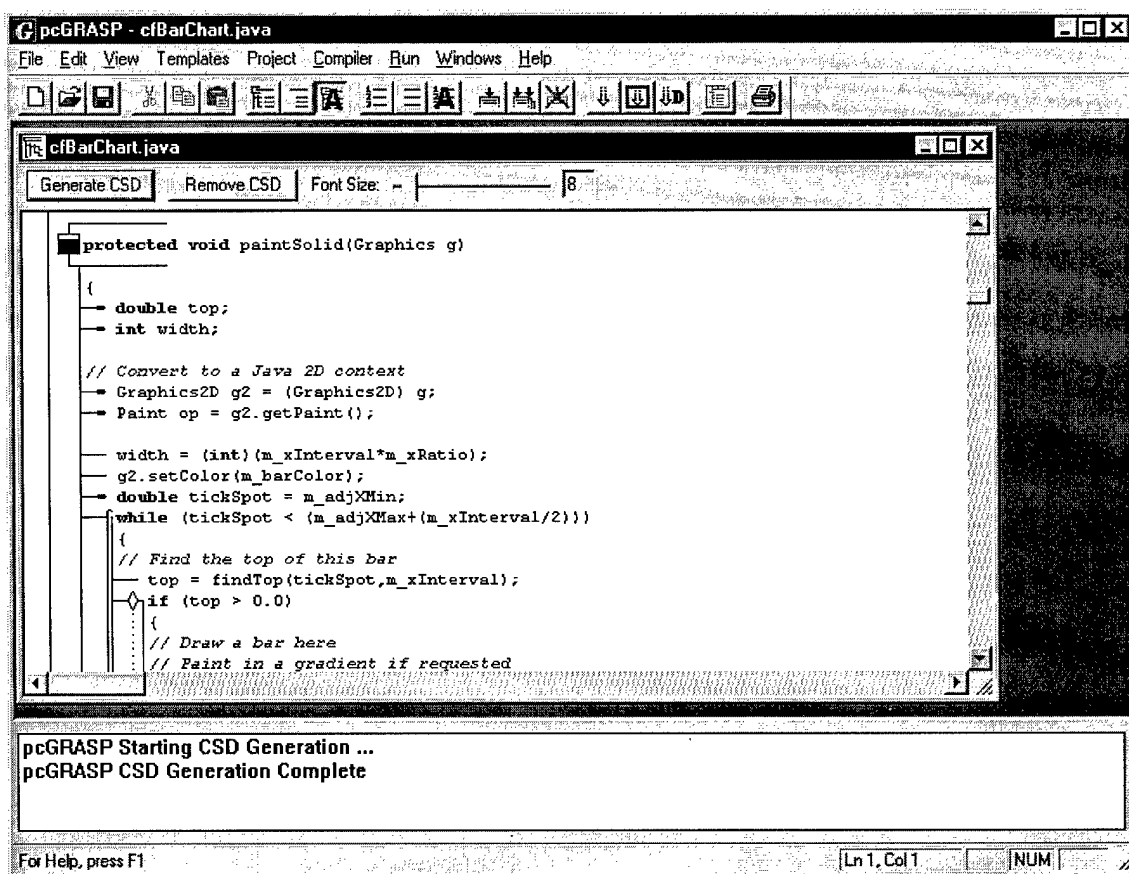 pcGRASP - cfBarChart.java
File Edit View Templates Project Compiler Run Windows Help
cfBarChart.java
Generate CSD Remove CSD Font Size: 8
protected void paintSolid(Graphics g)
{
double top;
int width;
// Convert to a Java 2D context
Graphics2D g2 = (Graphics2D) g;
Paint op = g2.getPaint();
width = (int)(m_xInterval*m_xRatio);
g2.setColor(m_barColor);
double tickSpot = m_adjXMin;
while (tickSpot < (m_adjXMax+(m_xInterval/2)))
{
// Find the top of this bar
top = findTop(tickSpot,m_xInterval);
if (top > 0.0)
{
// Draw a bar here
// Paint in a gradient if requested
pcGRASP Starting CSD Generation ...
pcGRASP CSD Generation Complete
For Help, press F1 Ln 1, Col 1 NUM